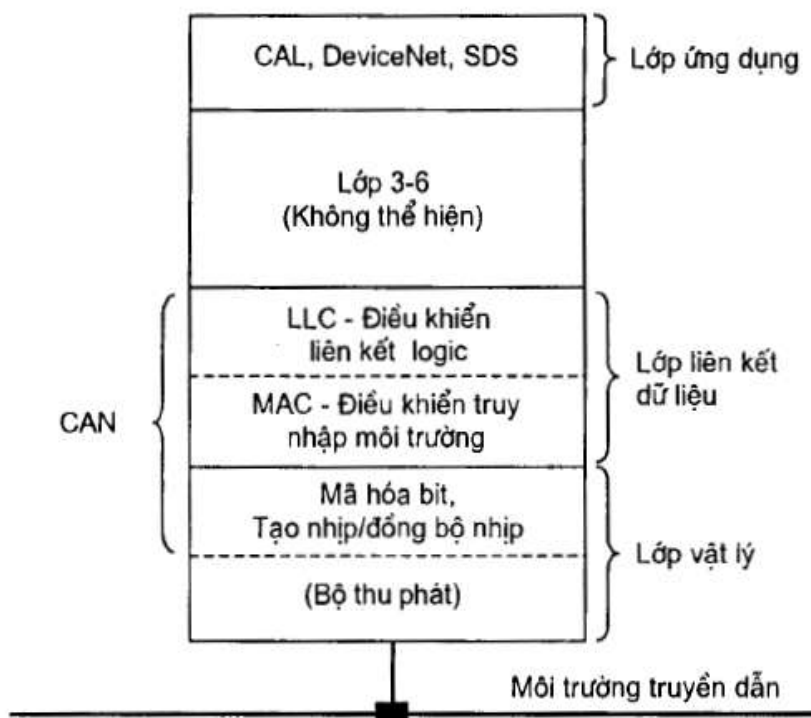 CAL, DeviceNet, SDS
Lớp ứng dụng
Lớp 3-6
(Không thể hiện)
LLC - Điều khiển
liên kết logic
Lớp liên kết
dữ liệu
CAN
MAC - Điều khiển truy
nhập môi trường
Mã hóa bit,
Tạo nhịp/đồng bộ nhịp
Lớp vật lý
(Bộ thu phát)
Môi trường truyền dẫn